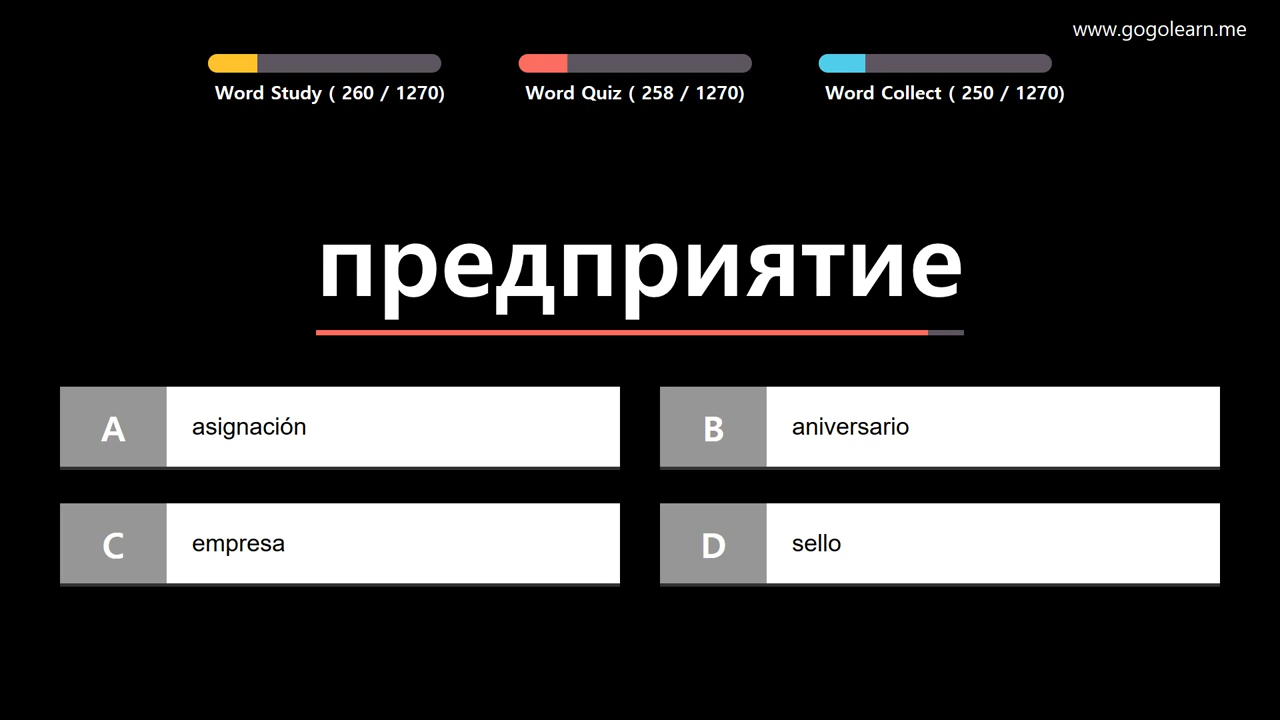 www.gogolearn.me
Word Study ( 260 / 1270)
Word Quiz ( 258 / 1270)
Word Collect ( 250 / 1270)
предприятие
A asignación
B aniversario
C empresa
D sello